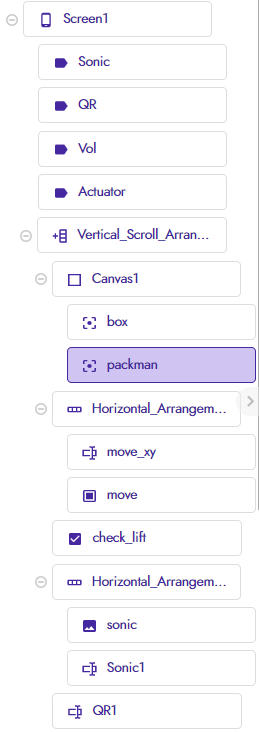 Screen1
Sonic
QR
Vol
Actuator
Vertical_Scroll_Arran...
Canvas1
box
packman
Horizontal_Arrangem...
move_xy
move
check_lift
Horizontal_Arrangem...
sonic
Sonic1
QR1